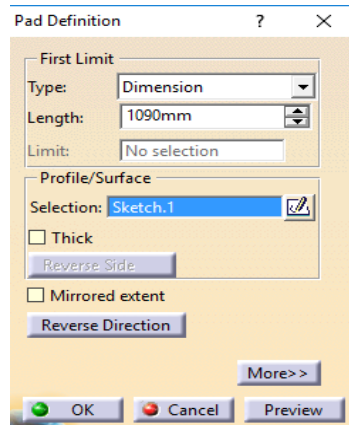 Pad Definition ? ×
First Limit
Type: Dimension
Length: 1090mm
Limit: No selection
Profile/Surface
Selection: Sketch.1
Thick
Reverse Side
Mirrored extent
Reverse Direction
More>>
OK Cancel Preview